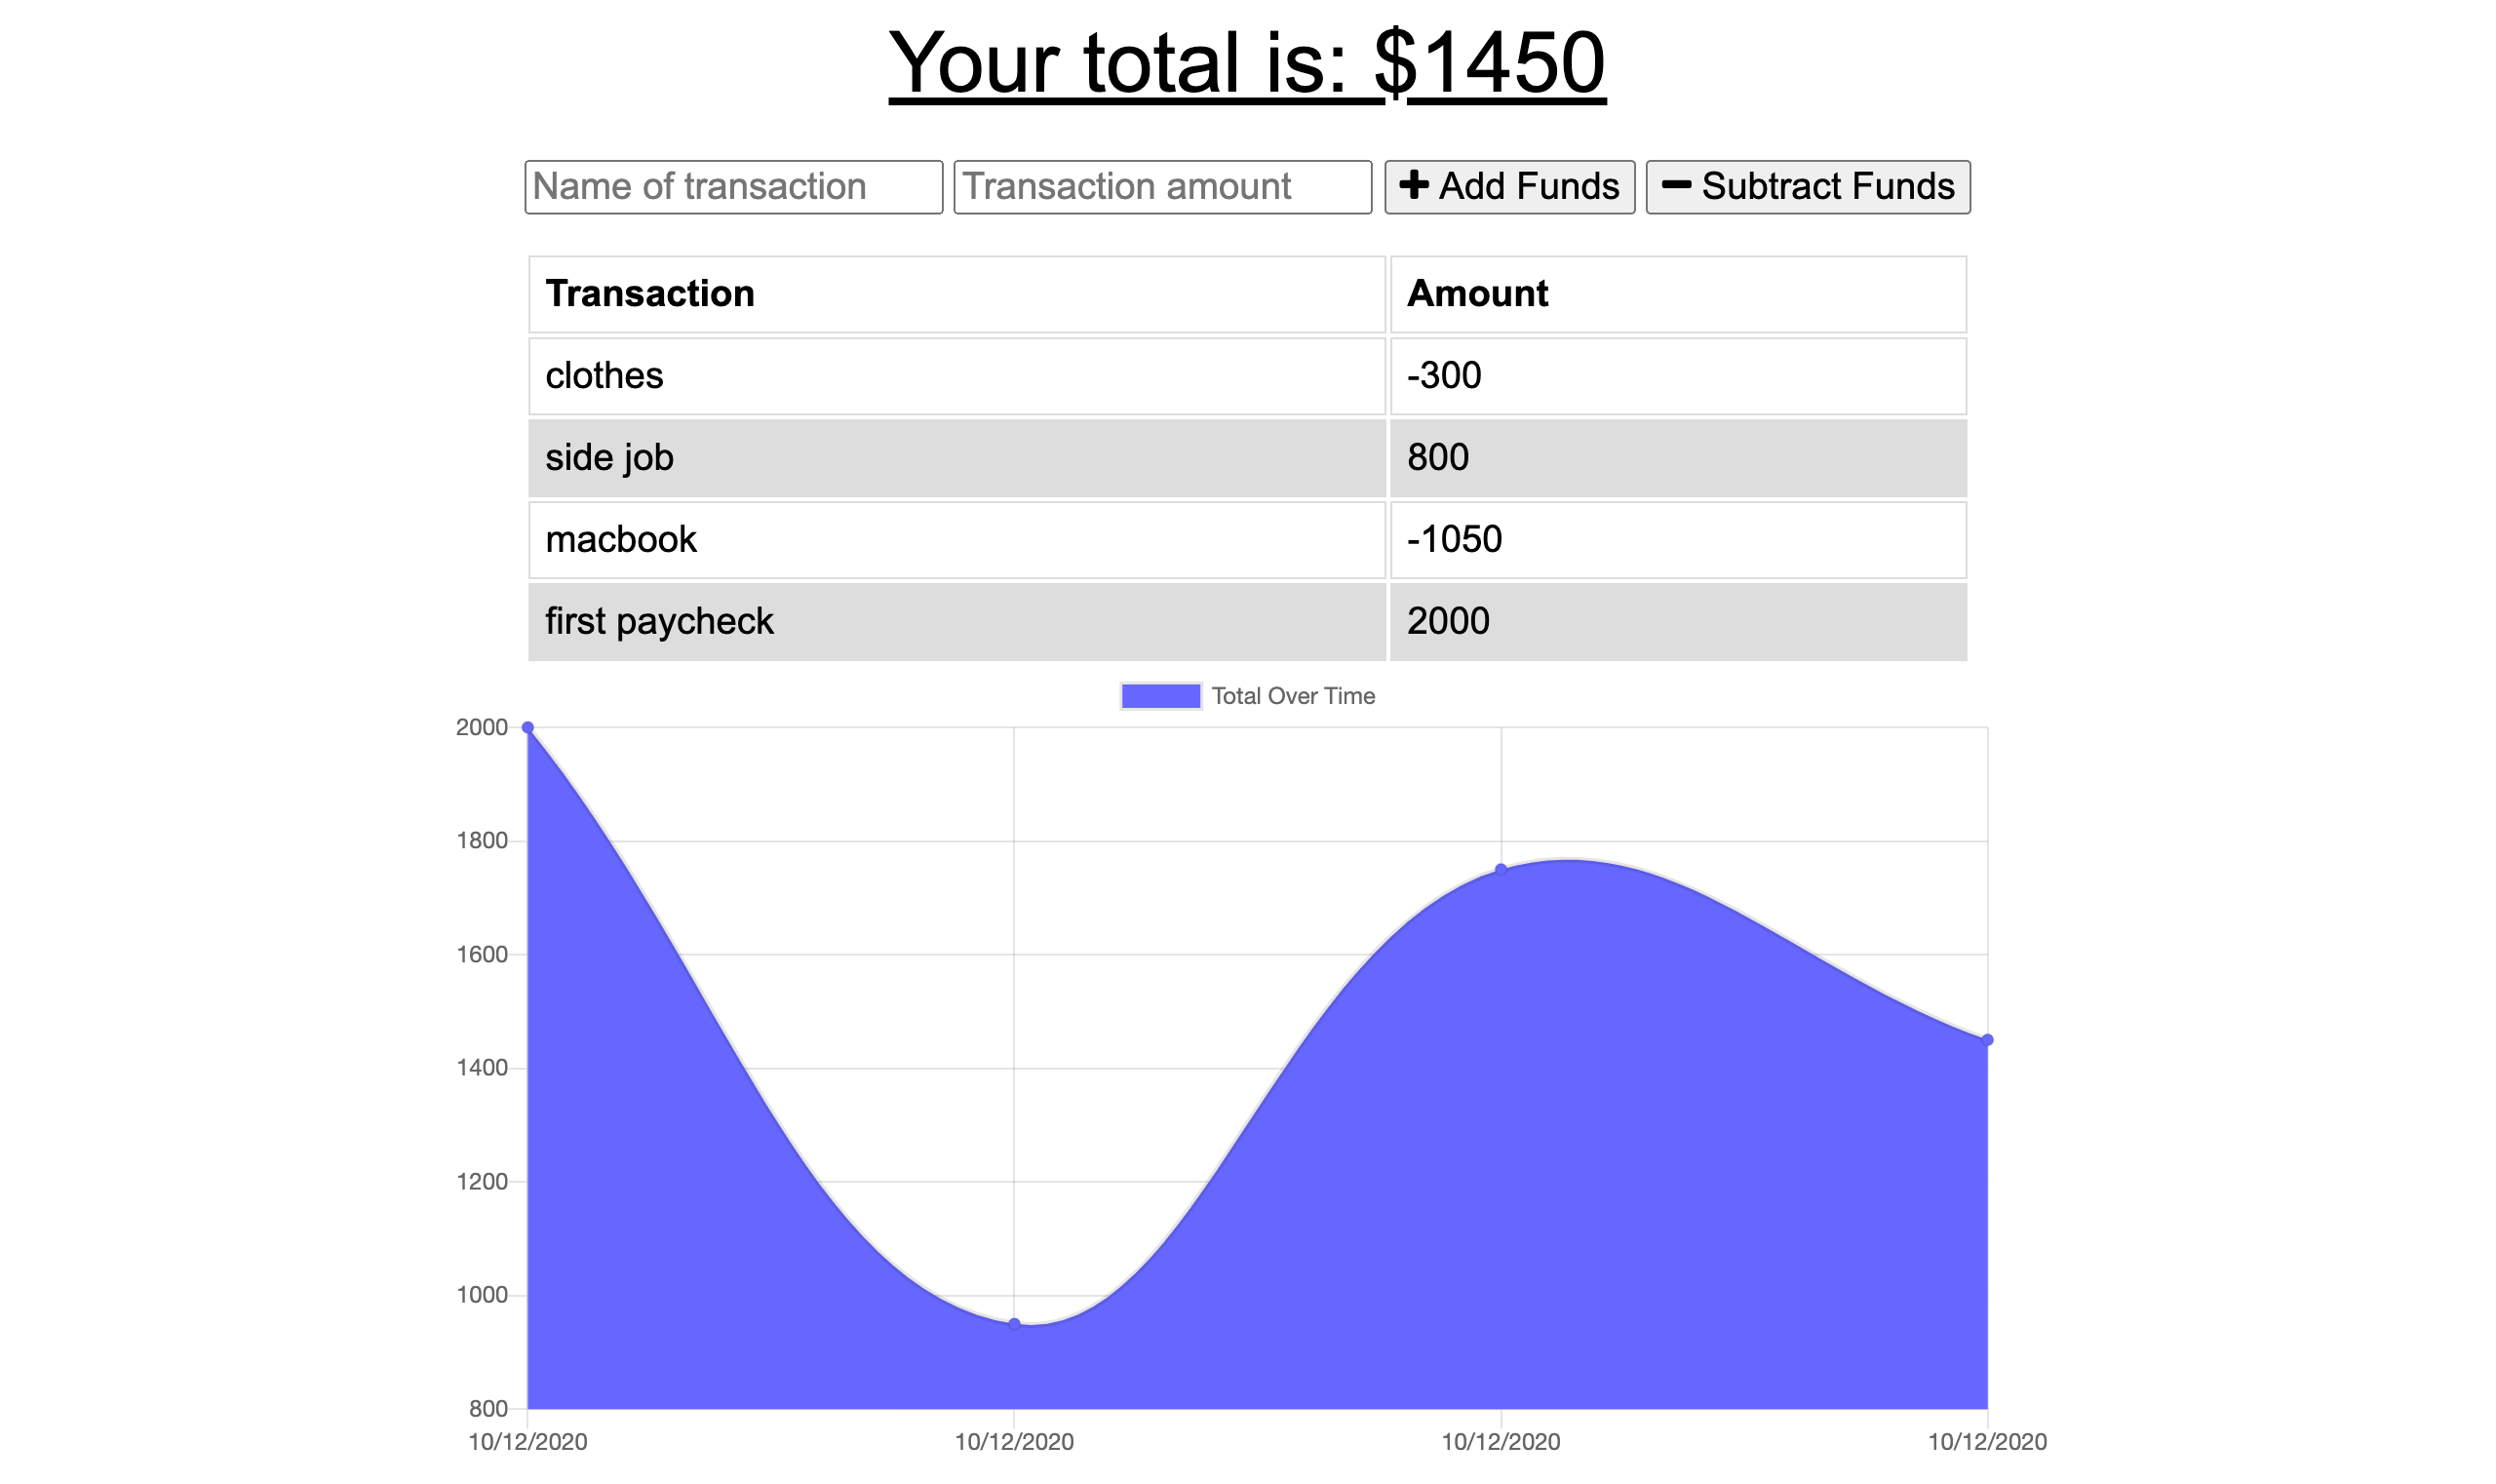 Your total is: $1450
Name of transaction Transaction amount Add Funds Subtract Funds
Transaction Amount
clothes -300
side job 800
macbook -1050
first paycheck 2000
Total Over Time
2000
1800
1600
1400
1200
1000
800
10/12/2020 10/12/2020 10/12/2020 10/12/2020